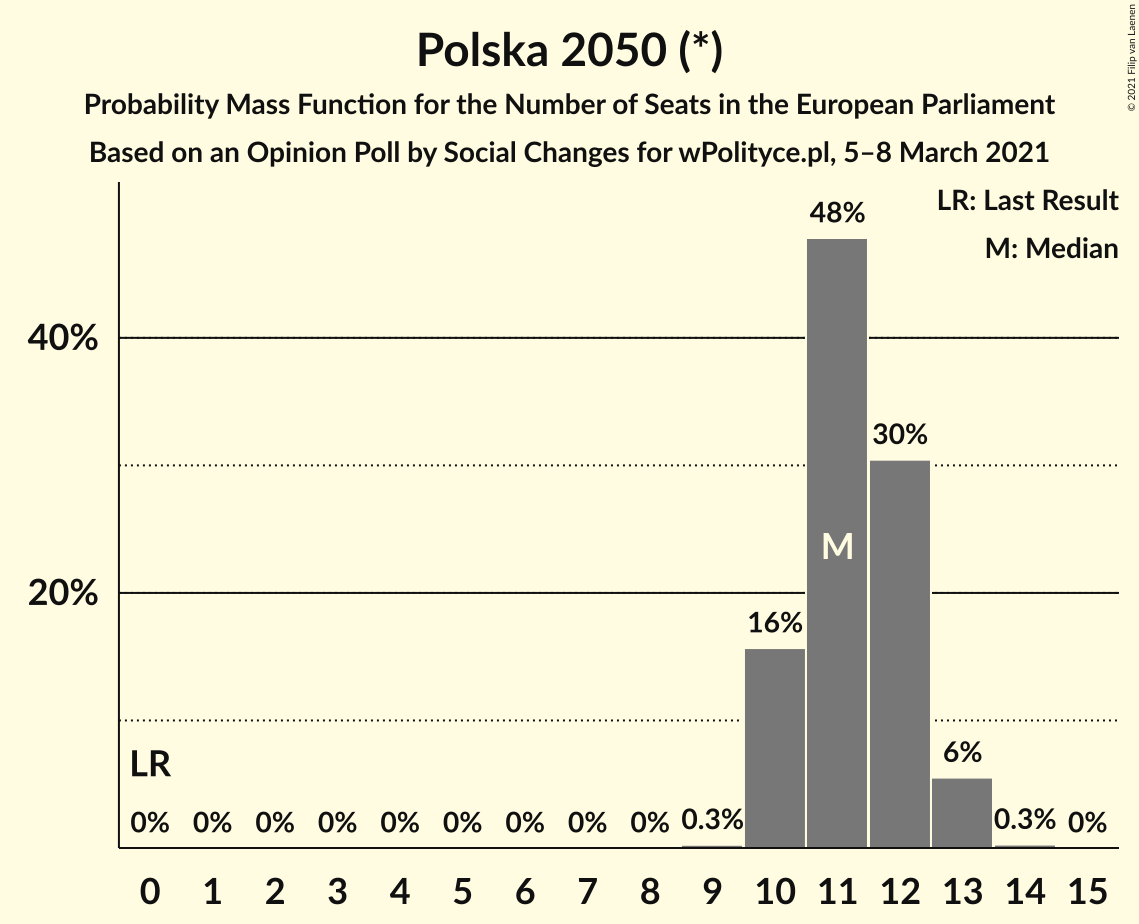 Polska 2050 (*)
Probability Mass Function for the Number of Seats in the European Parliament
Based on an Opinion Poll by Social Changes for wPolityce.pl, 5–8 March 2021
© 2021 Filip van Laenen
LR: Last Result
M: Median
48%
40%
30%
M
20%
16%
LR
6%
0% 0% 0% 0% 0% 0% 0% 0% 0% 0.3% 0.3% 0%
0 1 2 3 4 5 6 7 8 9 10 11 12 13 14 15